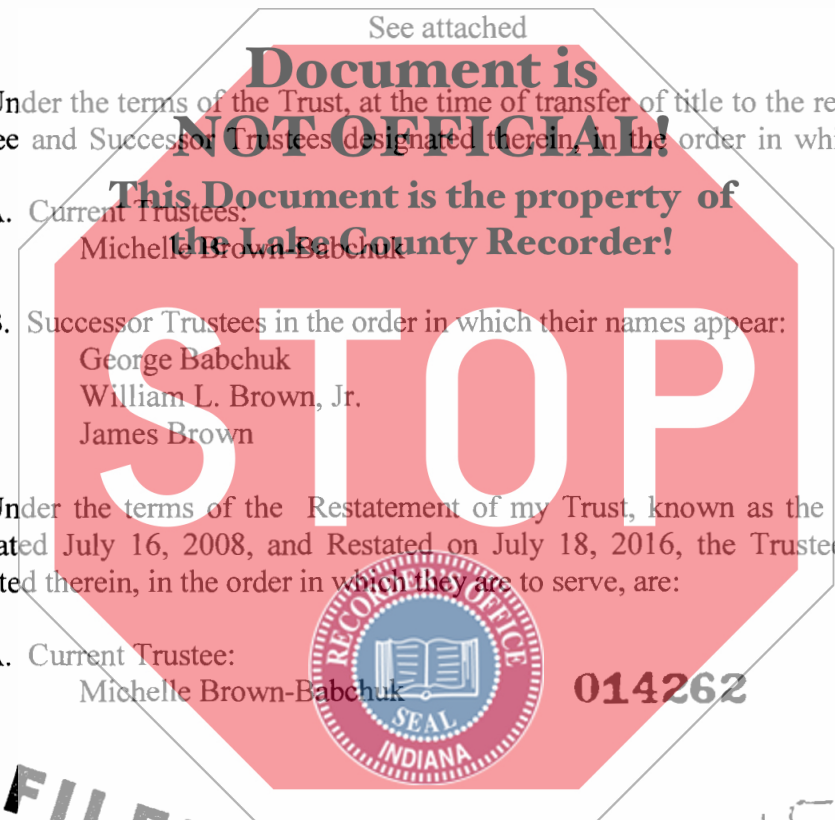 See attached
Document is
Under the terms of the Trust, at the time of transfer of title to the re
NOT OFFICIAL!
ee and Successor Trustees designated therein, in the order in whi
This Document is the property of
A. Current Trustees:
the Lake County Recorder!
Michelle Brown-Babchuk
B. Successor Trustees in the order in which their names appear:
George Babchuk
William L. Brown, Jr.
James Brown
STOP
Under the terms of the Restatement of my Trust, known as the
ated July 16, 2008, and Restated on July 18, 2016, the Trustee
ted therein, in the order in which they are to serve, are:
RECORDER'S OFFICE
A. Current Trustee:
Michelle Brown-Babchuk
014262
SEAL
INDIANA
FILE